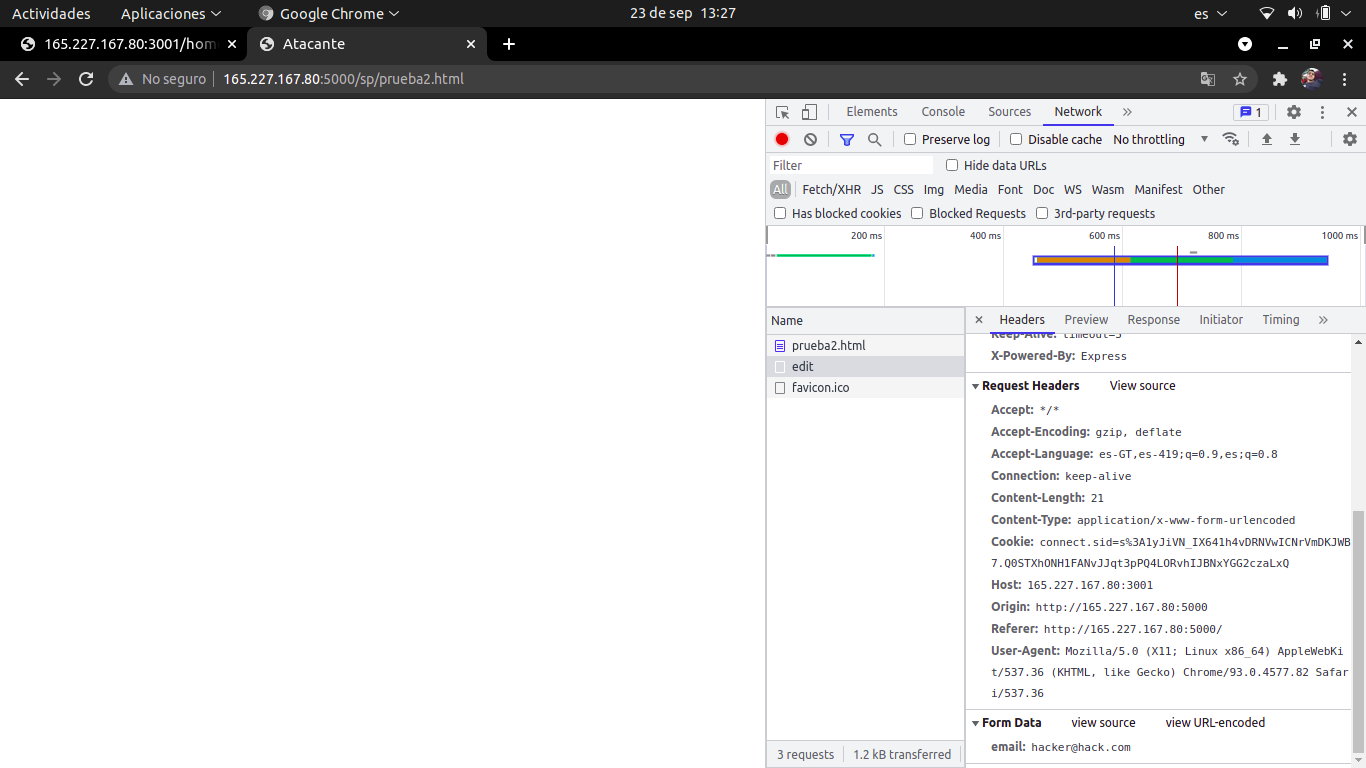 Actividades Aplicaciones Google Chrome 23 de sep 13:27 es
165.227.167.80:3001/hom Atacante
No seguro 165.227.167.80:5000/sp/prueba2.html
Elements Console Sources Network 1
Preserve log Disable cache No throttling
Filter Hide data URLs
All Fetch/XHR JS CSS Img Media Font Doc WS Wasm Manifest Other
Has blocked cookies Blocked Requests 3rd-party requests
200 ms 400 ms 600 ms 800 ms 1000 ms
Name
prueba2.html
edit
favicon.ico
3 requests 1.2 kB transferred
Headers Preview Response Initiator Timing
Keep-Alive: timeout=5
X-Powered-By: Express
Request Headers View source
Accept: */*
Accept-Encoding: gzip, deflate
Accept-Language: es-GT,es-419;q=0.9,es;q=0.8
Connection: keep-alive
Content-Length: 21
Content-Type: application/x-www-form-urlencoded
Cookie: connect.sid=s%3A1yJiVN_IX641h4vDRNVwICNrVmDKJWB
7.Q0STXhONH1FANvJJqt3pPQ4LORvhIJBNxYGG2czaLxQ
Host: 165.227.167.80:3001
Origin: http://165.227.167.80:5000
Referer: http://165.227.167.80:5000/
User-Agent: Mozilla/5.0 (X11; Linux x86_64) AppleWebKi
t/537.36 (KHTML, like Gecko) Chrome/93.0.4577.82 Safar
i/537.36
Form Data view source view URL-encoded
email: hacker@hack.com